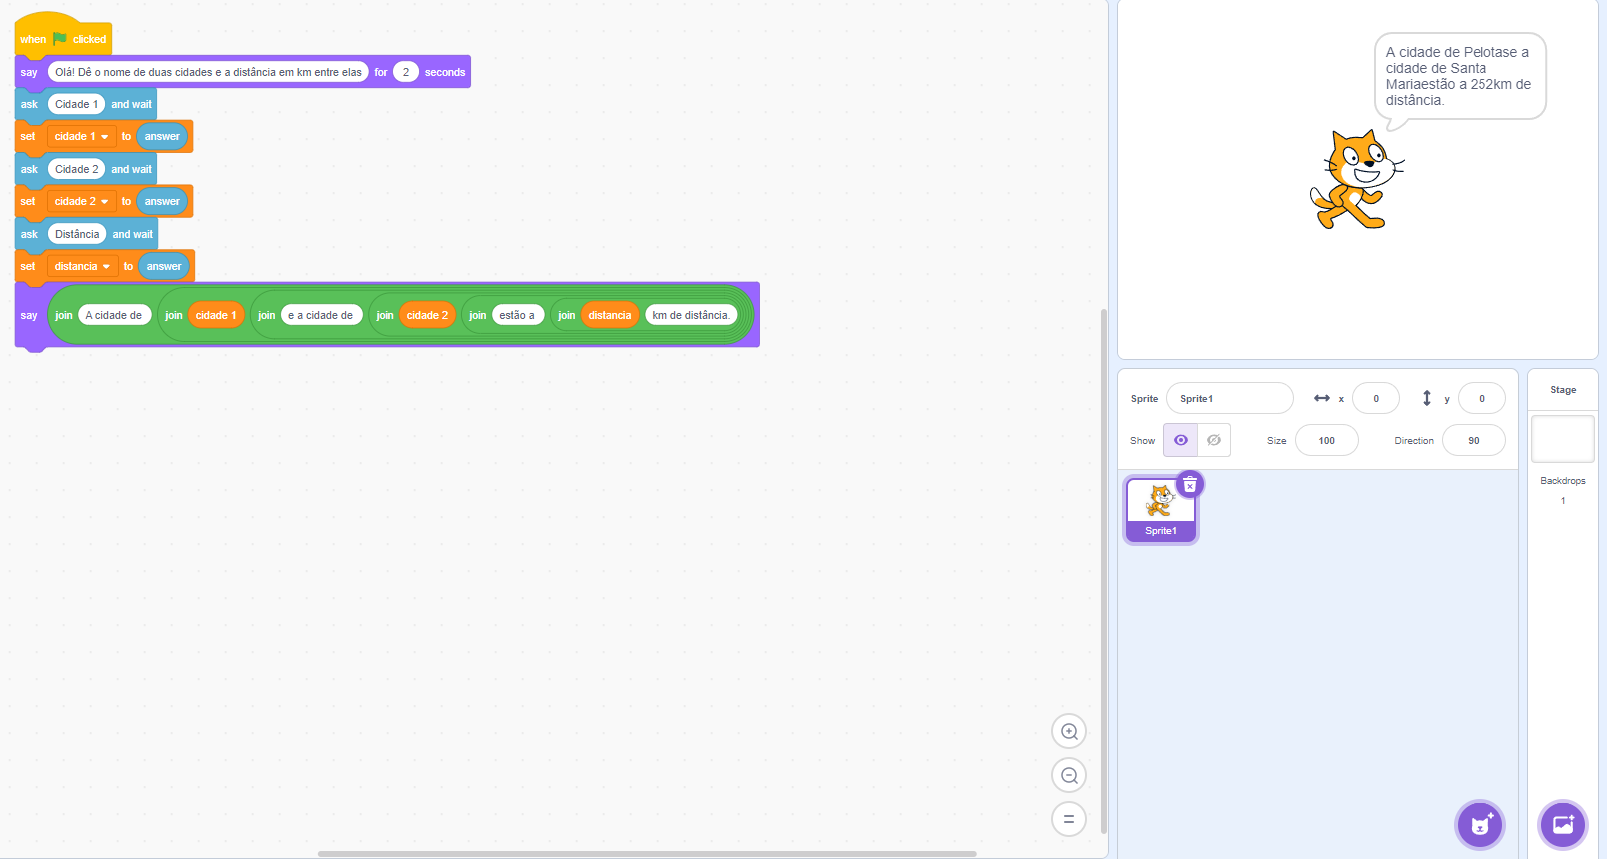 when clicked
say Olá! Dê o nome de duas cidades e a distância em km entre elas for 2 seconds
ask Cidade 1 and wait
set cidade 1 to answer
ask Cidade 2 and wait
set cidade 2 to answer
ask Distância and wait
set distancia to answer
say join A cidade de join cidade 1 join e a cidade de join cidade 2 join estão a join distancia km de distância.
A cidade de Pelotase a
cidade de Santa
Mariaestão a 252km de
distância.
Sprite Sprite1 x 0 y 0
Show Size 100 Direction 90
Sprite1
Stage
Backdrops
1